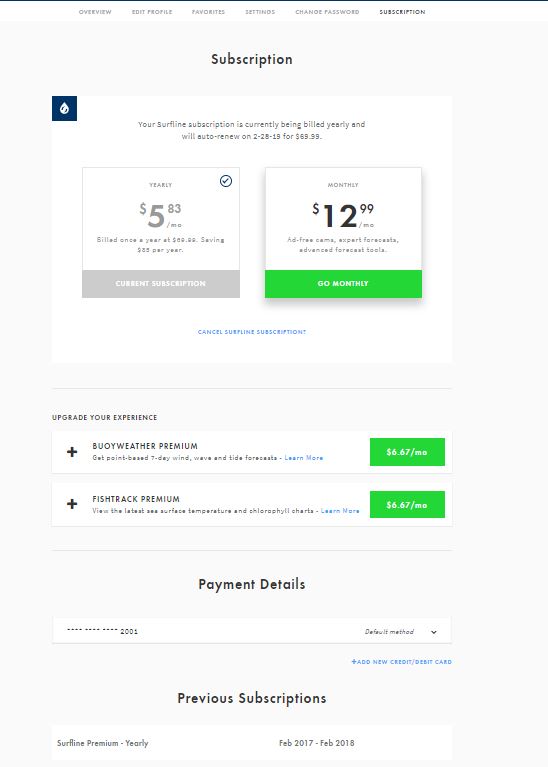 OVERVIEW EDIT PROFILE FAVORITES SETTINGS CHANGE PASSWORD SUBSCRIPTION
Subscription
Your Surfline subscription is currently being billed yearly and
will auto-renew on 2-28-19 for $69.99.
YEARLY
$5 83 /mo
Billed once a year at $69.99. Saving
$85 per year.
CURRENT SUBSCRIPTION
MONTHLY
$12 99 /mo
Ad-free cams, expert forecasts,
advanced forecast tools.
GO MONTHLY
CANCEL SURFLINE SUBSCRIPTION?
UPGRADE YOUR EXPERIENCE
+ BUOYWEATHER PREMIUM
Get point-based 7-day wind, wave and tide forecasts - Learn More
$6.67/mo
+ FISHTRACK PREMIUM
View the latest sea surface temperature and chlorophyll charts - Learn More
$6.67/mo
Payment Details
---- ---- ---- 2001 Default method
+ADD NEW CREDIT/DEBIT CARD
Previous Subscriptions
Surfline Premium - Yearly Feb 2017 - Feb 2018